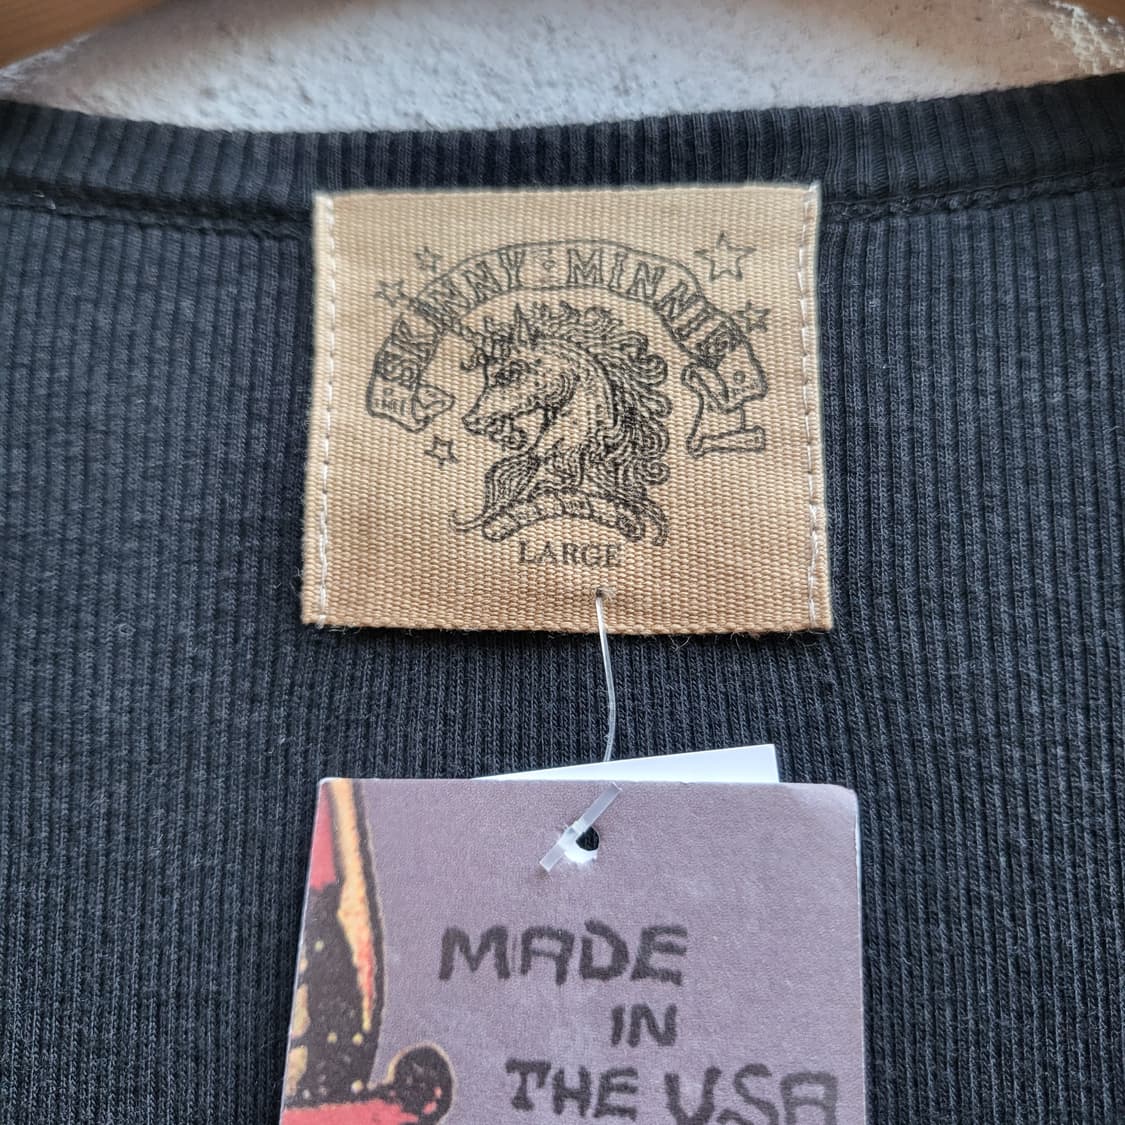 SKINNY MINNIE
LARGE
MADE
IN
THE USA